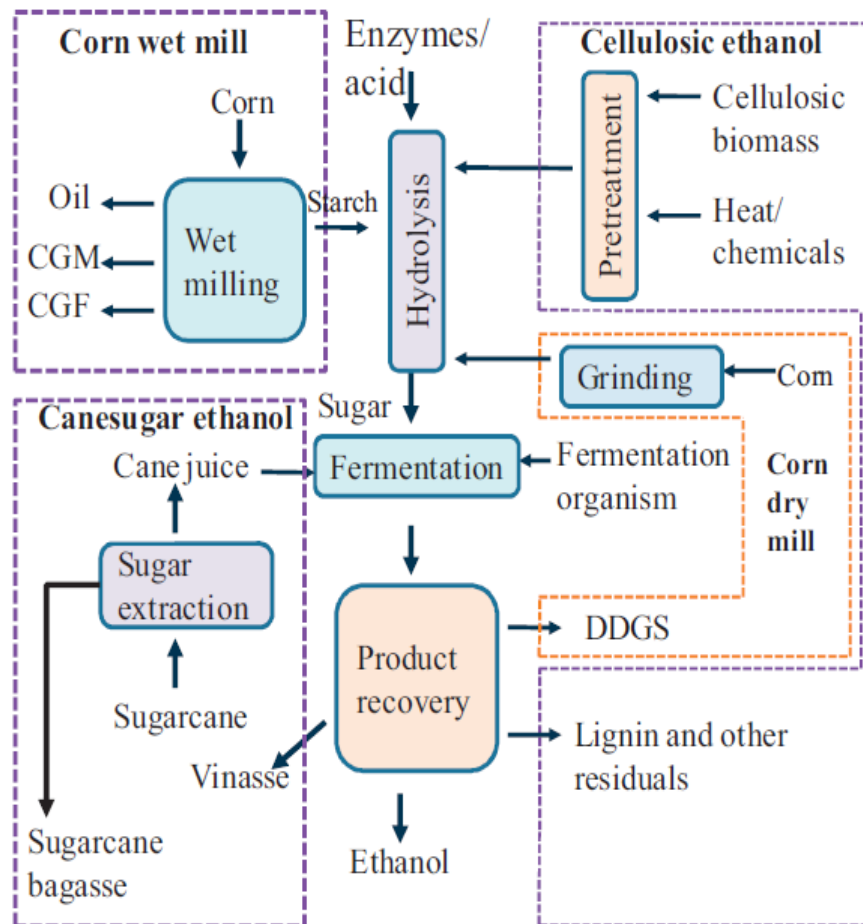 Corn wet mill
Corn
Oil
CGM
CGF
Wet
milling
Starch
Enzymes/
acid
Hydrolysis
Cellulosic ethanol
Pretreatment
Cellulosic
biomass
Heat/
chemicals
Grinding
Corn
Corn
dry
mill
Sugar
Canesugar ethanol
Cane juice
Fermentation
Fermentation
organism
Sugar
extraction
Sugarcane
Product
recovery
DDGS
Vinasse
Lignin and other
residuals
Sugarcane
bagasse
Ethanol